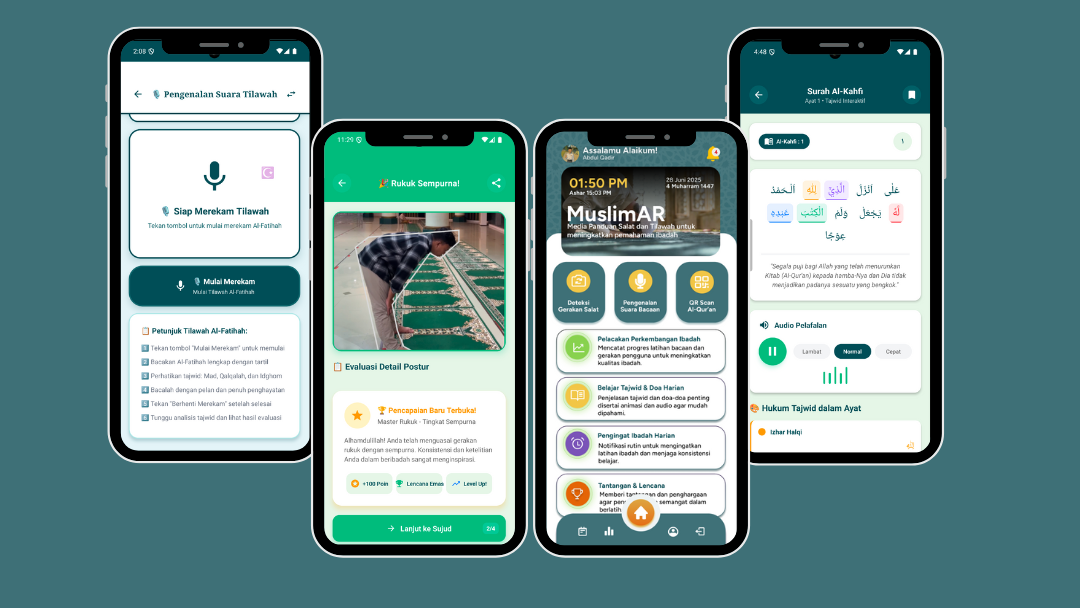 2:08
Pengenalan Suara Tilawah
Siap Merekam Tilawah
Tekan tombol untuk mulai merekam Al-Fatihah
Mulai Merekam
Mulai Tilawah Al-Fatihah
Petunjuk Tilawah Al-Fatihah:
1 Tekan tombol "Mulai Merekam" untuk memulai
2 Bacakan Al-Fatihah lengkap dengan tartil
3 Perhatikan tajwid: Mad, Qalqalah, dan Idghom
4 Bacalah dengan pelan dan penuh penghayatan
5 Tekan "Berhenti Merekam" setelah selesai
6 Tunggu analisis tajwid dan lihat hasil evaluasi
11:29
Rukuk Sempurna!
Evaluasi Detail Postur
Pencapaian Baru Terbuka!
Master Rukuk - Tingkat Sempurna
Alhamdulillah! Anda telah menguasai gerakan
rukuk dengan sempurna. Konsistensi dan ketelitian
Anda dalam beribadah sangat menginspirasi.
+100 Poin
Lencana Emas
Level Up!
Lanjut ke Sujud
2/4
Assalamu Alaikum!
Abdul Qadir
4
01:50 PM
Ashar 15:03 PM
28 Juni 2025
4 Muharram 1447
MuslimAR
Media Panduan Salat dan Tilawah untuk
meningkatkan pemahaman ibadah
Deteksi
Gerakan Salat
Pengenalan
Suara Bacaan
QR Scan
Al-Qur'an
Pelacakan Perkembangan Ibadah
Mencatat progres latihan bacaan dan
gerakan pengguna untuk meningkatkan
kualitas ibadah.
Belajar Tajwid & Doa Harian
Penjelasan tajwid dan doa-doa penting
disertai animasi dan audio agar mudah
dipahami.
Pengingat Ibadah Harian
Notifikasi rutin untuk mengingatkan
latihan ibadah dan menjaga konsistensi
belajar.
Tantangan & Lencana
Memberi tantangan dan penghargaan
agar semangat dalam
berlatih
4:48
Surah Al-Kahfi
Ayat 1 • Tajwid Interaktif
Al-Kahfi : 1
١
اَلْحَمْدُ لِلّٰهِ الَّذِيْٓ اَنْزَلَ عَلٰى
عَبْدِهِ الْكِتٰبَ وَلَمْ يَجْعَلْ لَّهٗ
عِوَجًا
"Segala puji bagi Allah yang telah menurunkan
Kitab (Al-Qur'an) kepada hamba-Nya dan Dia tidak
menjadikan padanya sesuatu yang bengkok."
Audio Pelafalan
Lambat
Normal
Cepat
Hukum Tajwid dalam Ayat
Izhar Halqi